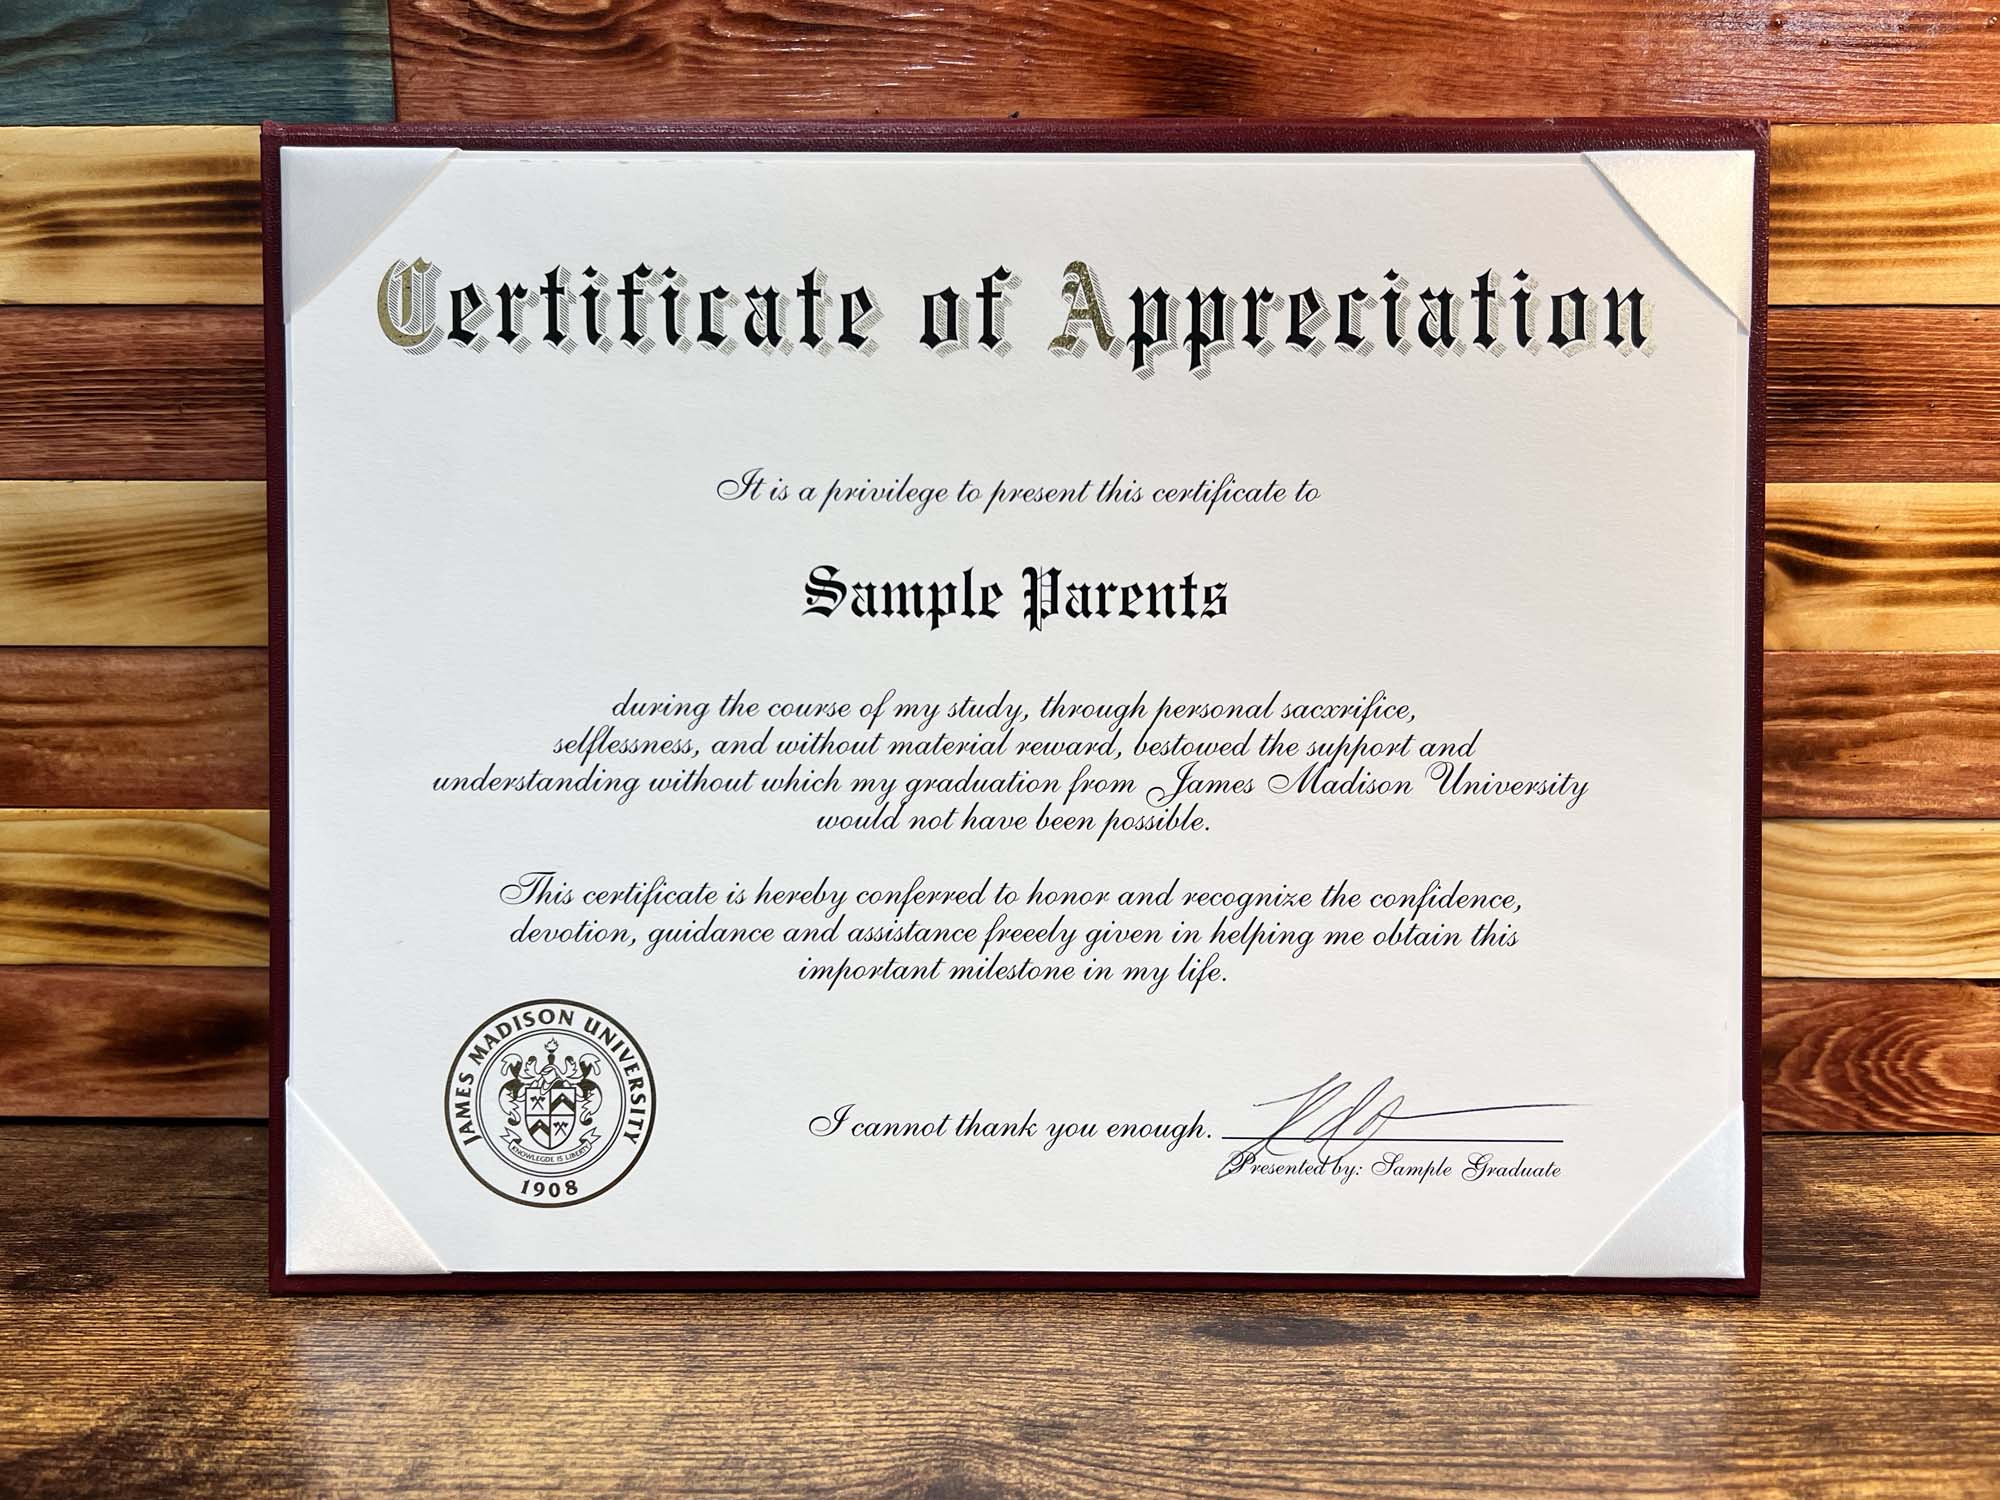 Certificate of Appreciation
It is a privilege to present this certificate to
Sample Parents
during the course of my study, through personal sacxrifice,
selflessness, and without material reward, bestowed the support and
understanding without which my graduation from James Madison University
would not have been possible.
This certificate is hereby conferred to honor and recognize the confidence,
devotion, guidance and assistance freeely given in helping me obtain this
important milestone in my life.
JAMES MADISON UNIVERSITY
KNOWLEGDE IS LIBERTY
1908
I cannot thank you enough.
Presented by: Sample Graduate